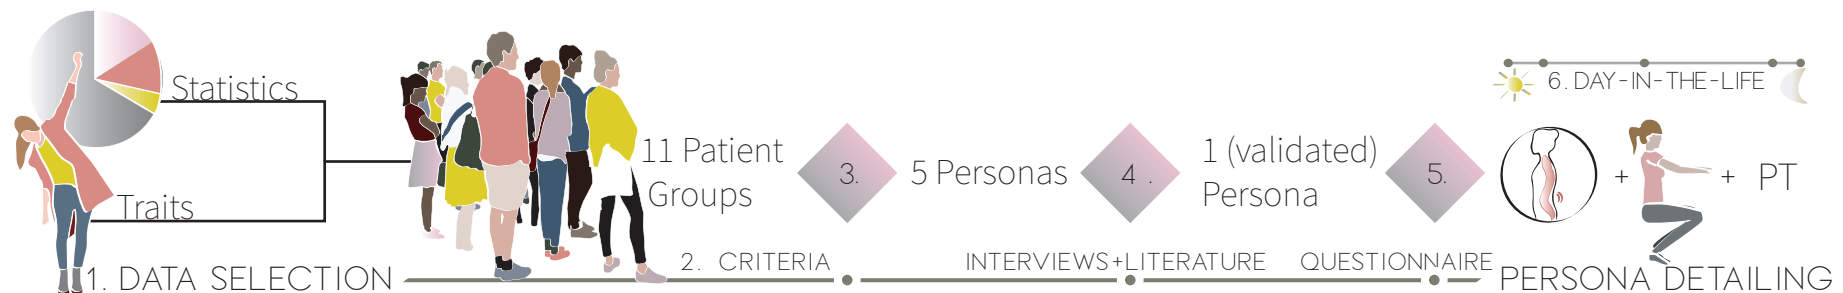 Statistics
Traits
1. DATA SELECTION
11 Patient
Groups
2. CRITERIA
3.
5 Personas
INTERVIEWS+LITERATURE
4 .
1 (validated)
Persona
QUESTIONNAIRE
5.
6. DAY-IN-THE-LIFE
+ + PT
PERSONA DETAILING